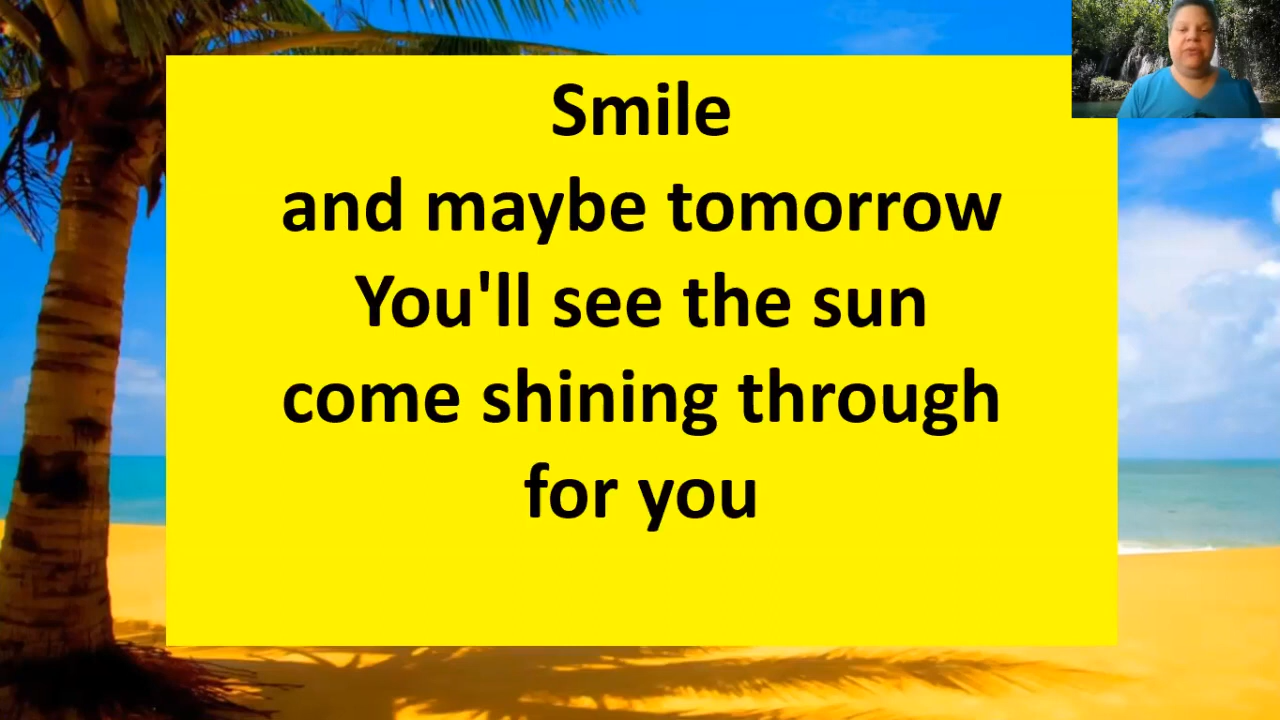 Smile
and maybe tomorrow
You'll see the sun
come shining through
for you